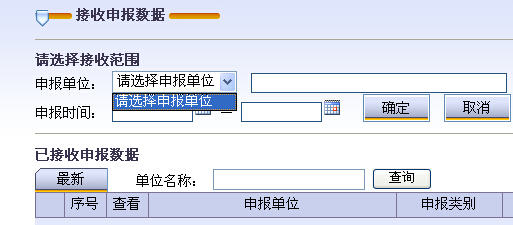 接收申报数据
请选择接收范围
申报单位： 请选择申报单位
请选择申报单位
申报时间： — 确定 取消
已接收申报数据
最新 单位名称： 查询
序号 查看 申报单位 申报类别